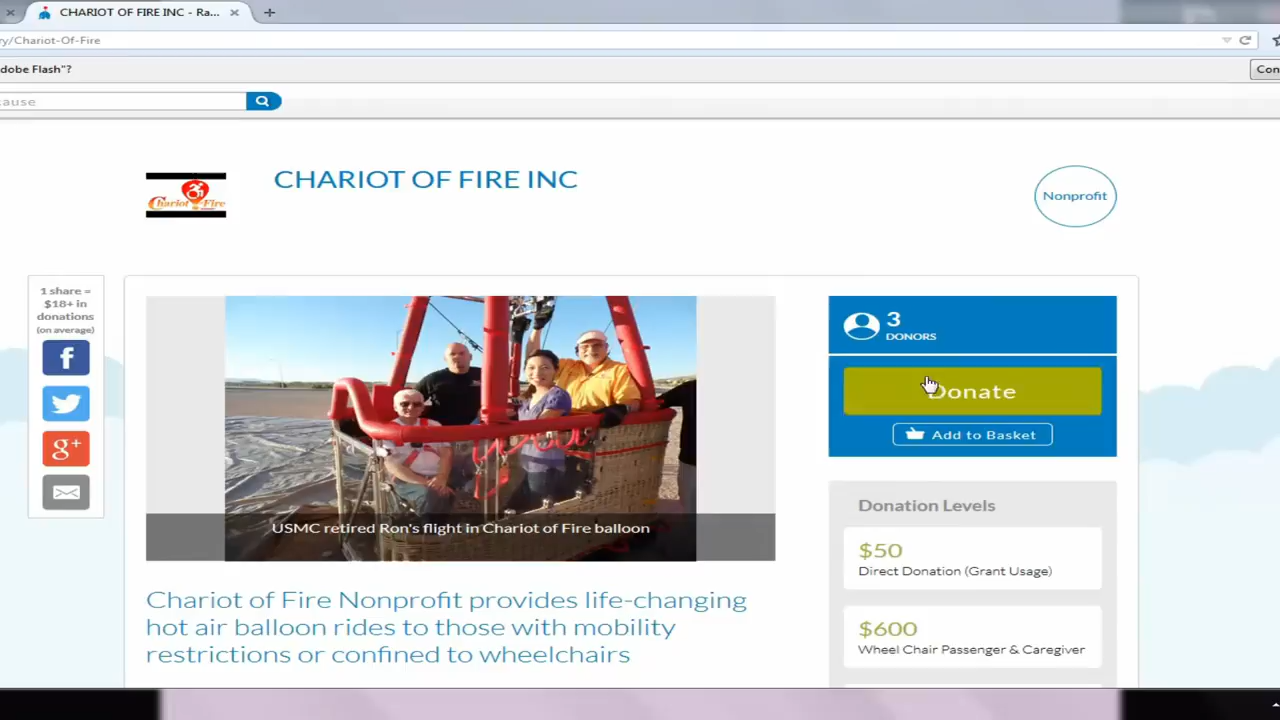 CHARIOT OF FIRE INC - Ra...
ry/Chariot-Of-Fire
dobe Flash"?
Con
ause
Chariot Fire
CHARIOT OF FIRE INC
Nonprofit
1 share =
$18+ in
donations
(on average)
f
g+
USMC retired Ron's flight in Chariot of Fire balloon
3
DONORS
Donate
Add to Basket
Donation Levels
$50
Direct Donation (Grant Usage)
$600
Wheel Chair Passenger & Caregiver
Chariot of Fire Nonprofit provides life-changing
hot air balloon rides to those with mobility
restrictions or confined to wheelchairs